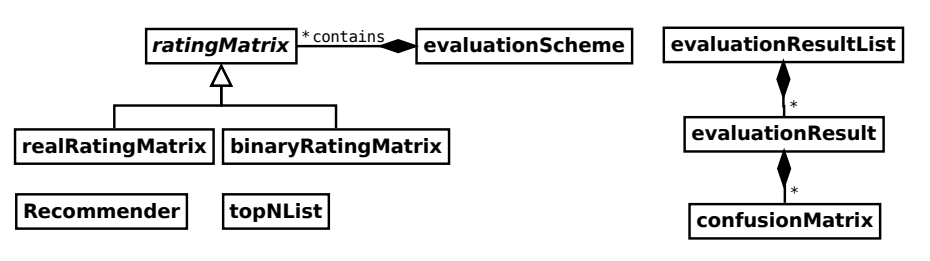 ratingMatrix
* contains
evaluationScheme
evaluationResultList
*
evaluationResult
realRatingMatrix
binaryRatingMatrix
*
confusionMatrix
Recommender
topNList